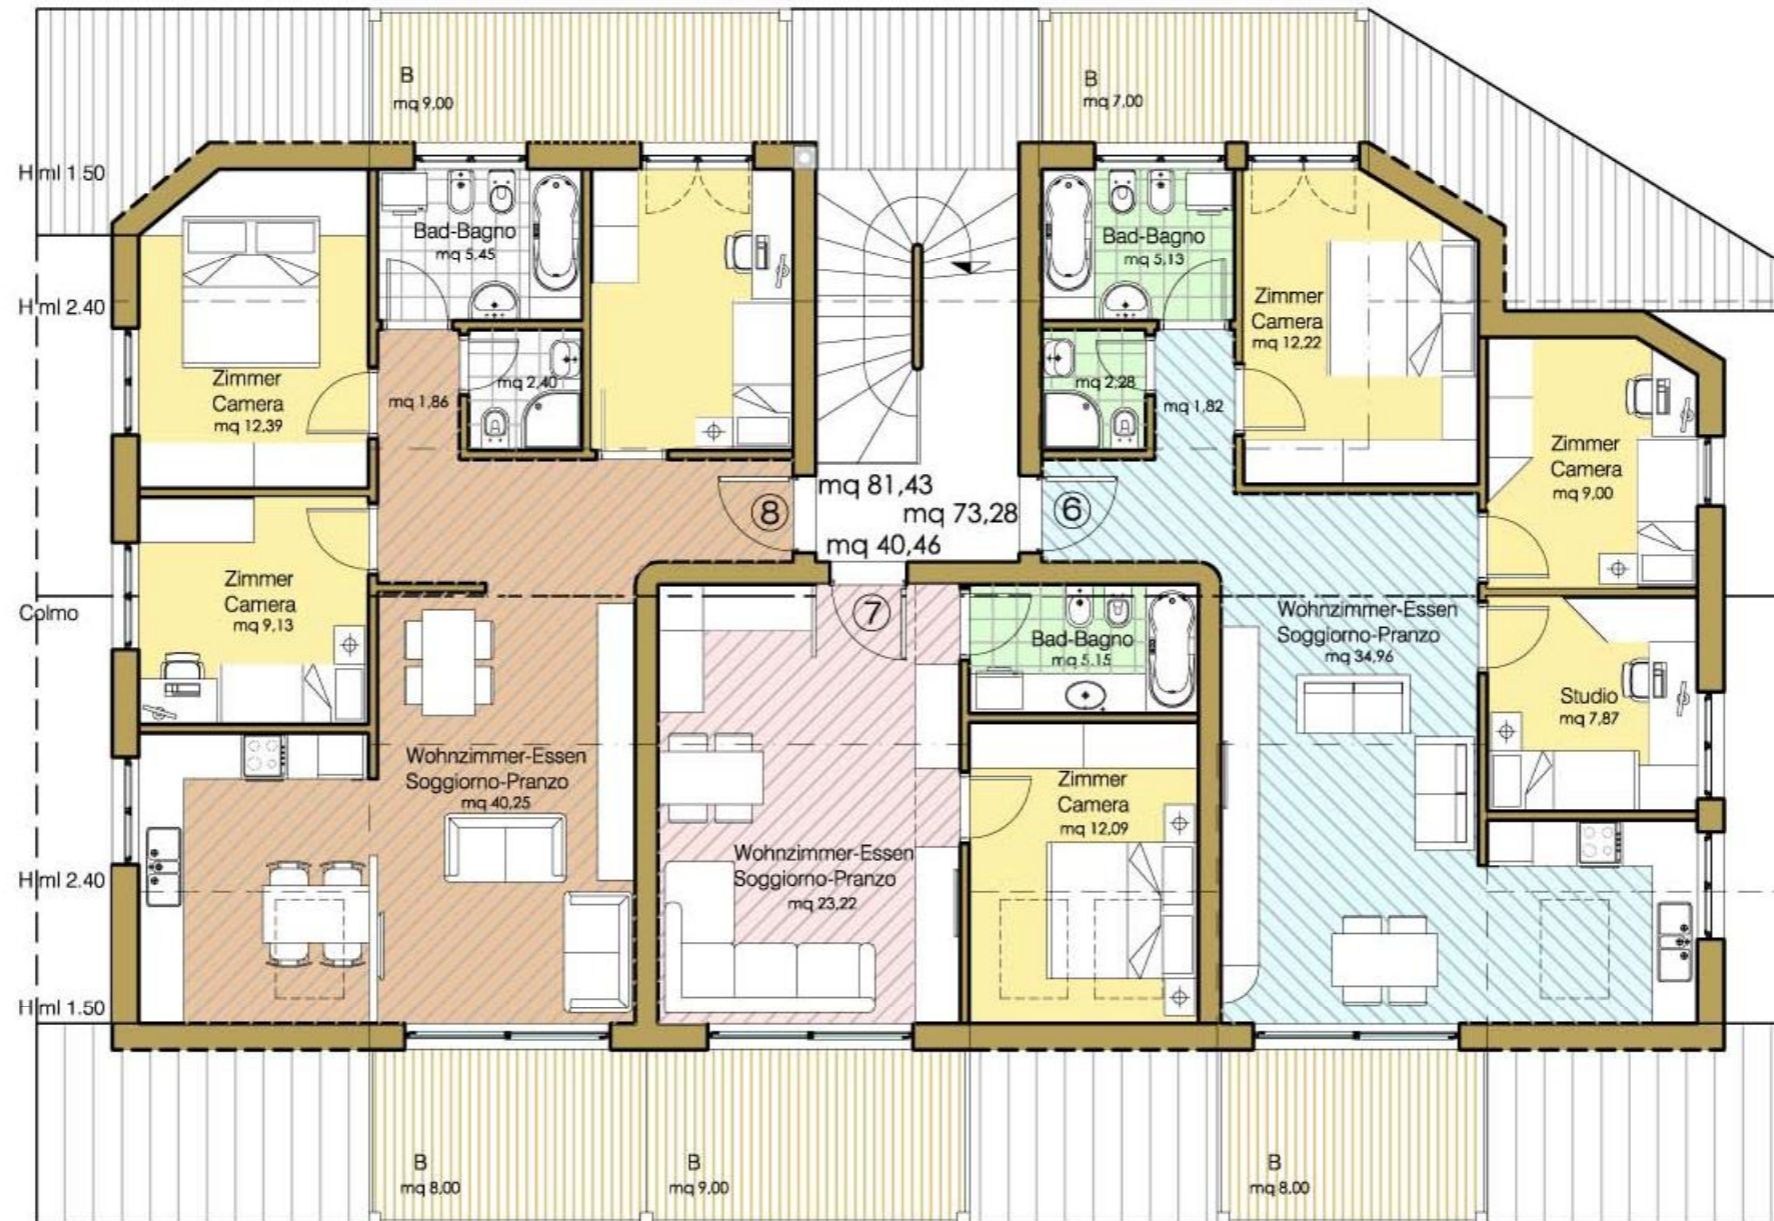 B
mq 9,00
B
mq 7,00
H ml 1.50
Bad-Bagno
mq 5,45
Bad-Bagno
mq 5,13
H ml 2.40
Zimmer
Camera
mq 12,22
Zimmer
Camera
mq 12,39
mq 1,86
mq 2,40
mq 2,28
mq 1,82
Zimmer
Camera
mq 9,00
mq 81,43
mq 73,28
mq 40,46
8
6
7
Zimmer
Camera
mq 9,13
Colmo
Bad-Bagno
mq 5,15
Wohnzimmer-Essen
Soggiorno-Pranzo
mq 34,96
Studio
mq 7,87
Wohnzimmer-Essen
Soggiorno-Pranzo
mq 40,25
Zimmer
Camera
mq 12,09
Wohnzimmer-Essen
Soggiorno-Pranzo
mq 23,22
H ml 2.40
H ml 1.50
B
mq 8,00
B
mq 9,00
B
mq 8,00